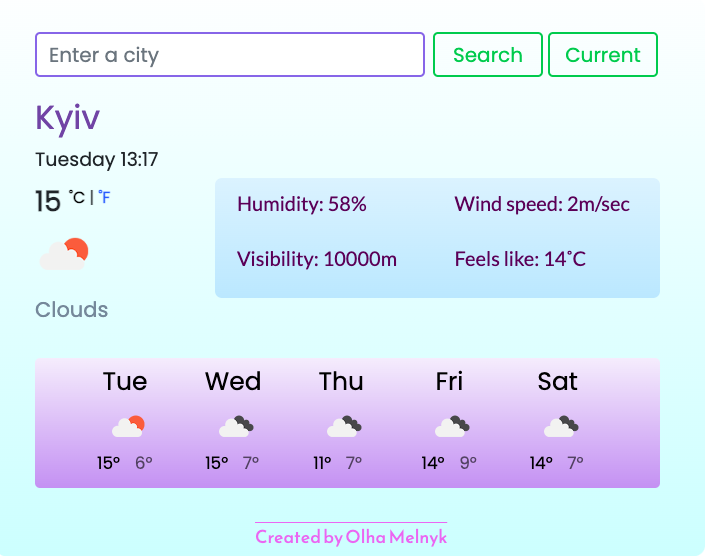 Enter a city Search Current
Kyiv
Tuesday 13:17
15 °C | °F
Humidity: 58% Wind speed: 2m/sec
Visibility: 10000m Feels like: 14°C
Clouds
Tue Wed Thu Fri Sat
15° 6° 15° 7° 11° 7° 14° 9° 14° 7°
Created by Olha Melnyk